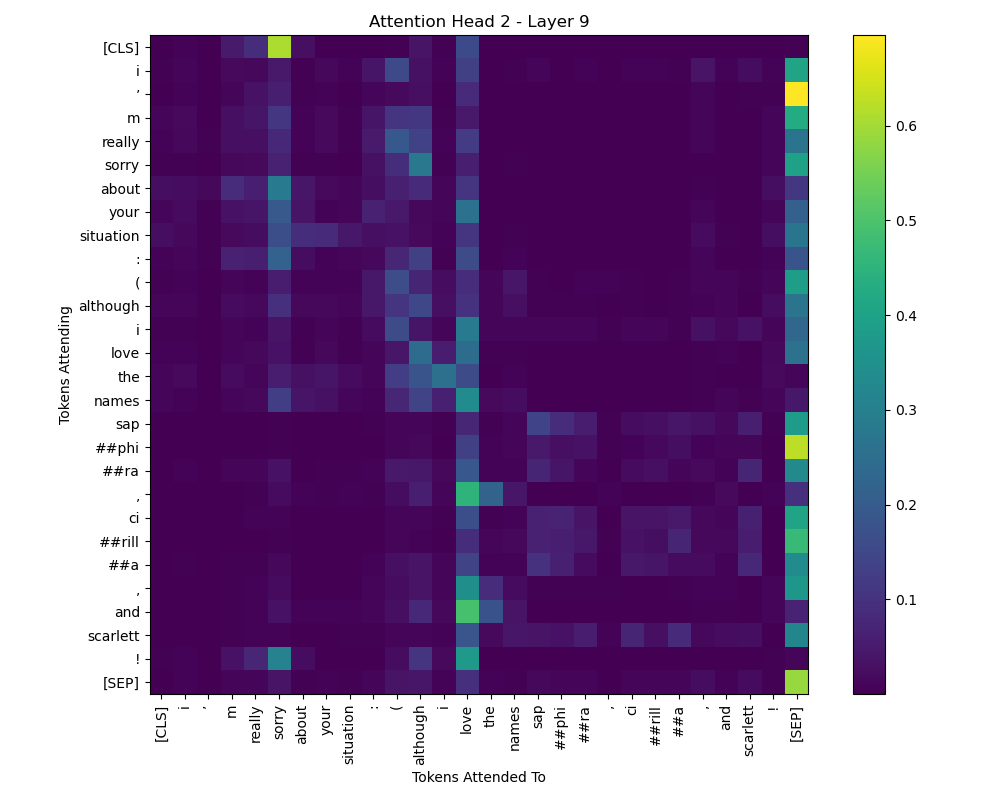 Attention Head 2 - Layer 9
[CLS]
i
’
m
really
sorry
about
your
situation
:
(
although
i
love
the
names
sap
##phi
##ra
,
ci
##rill
##a
,
and
scarlett
!
[SEP]
Tokens Attending
[CLS]
i
’
m
really
sorry
about
your
situation
:
(
although
i
love
the
names
sap
##phi
##ra
,
ci
##rill
##a
,
and
scarlett
!
[SEP]
Tokens Attended To
0.6
0.5
0.4
0.3
0.2
0.1